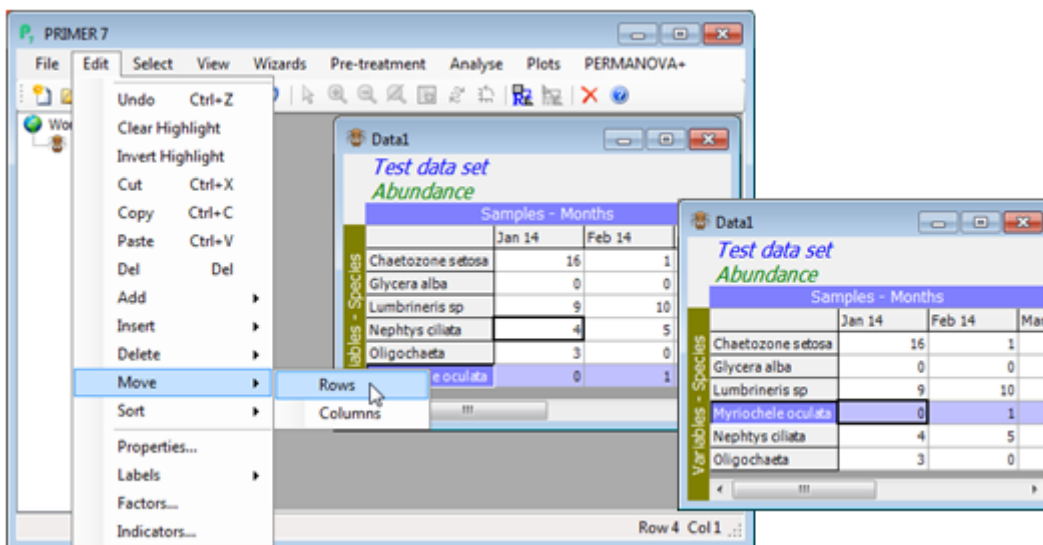 PRIMER 7
File Edit Select View Wizards Pre-treatment Analyse Plots PERMANOVA+
Undo Ctrl+Z
Clear Highlight
Invert Highlight
Cut Ctrl+X
Copy Ctrl+C
Paste Ctrl+V
Del Del
Add
Insert
Delete
Move
Sort
Properties...
Labels
Factors...
Indicators...
Rows
Columns
Data1
Test data set
Abundance
Samples - Months
Jan 14 Feb 14
Species
Chaetozone setosa 16 1
Glycera alba 0 0
Lumbrineris sp 9 10
Nephtys ciliata 4 5
Oligochaeta 3 0
oculata 0 1
Row 4 Col 1
Data1
Test data set
Abundance
Samples - Months
Jan 14 Feb 14
Variables - Species
Chaetozone setosa 16 1
Glycera alba 0 0
Lumbrineris sp 9 10
Myriochele oculata 0 1
Nephtys ciliata 4 5
Oligochaeta 3 0